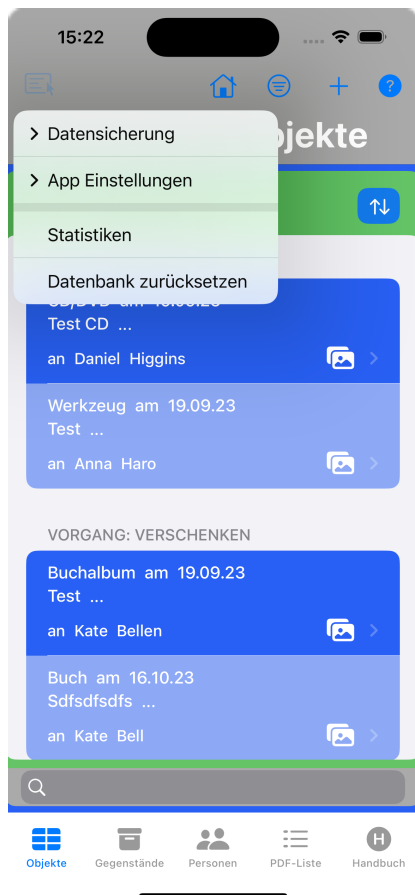 15:22
Datensicherung
jekte
App Einstellungen
Statistiken
Datenbank zurücksetzen
Test CD ...
an Daniel Higgins
Werkzeug am 19.09.23
Test ...
an Anna Haro
VORGANG: VERSCHENKEN
Buchalbum am 19.09.23
Test ...
an Kate Bellen
Buch am 16.10.23
Sdfsdfsdfs ...
an Kate Bell
Objekte
Gegenstände
Personen
PDF-Liste
H
Handbuch